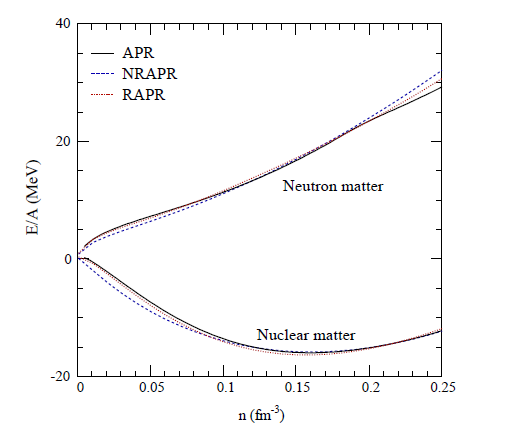 40
APR
NRAPR
RAPR
20
E/A (MeV)
Neutron matter
0
Nuclear matter
-20
0
0.05
0.1
0.15
0.2
0.25
n (fm⁻³)